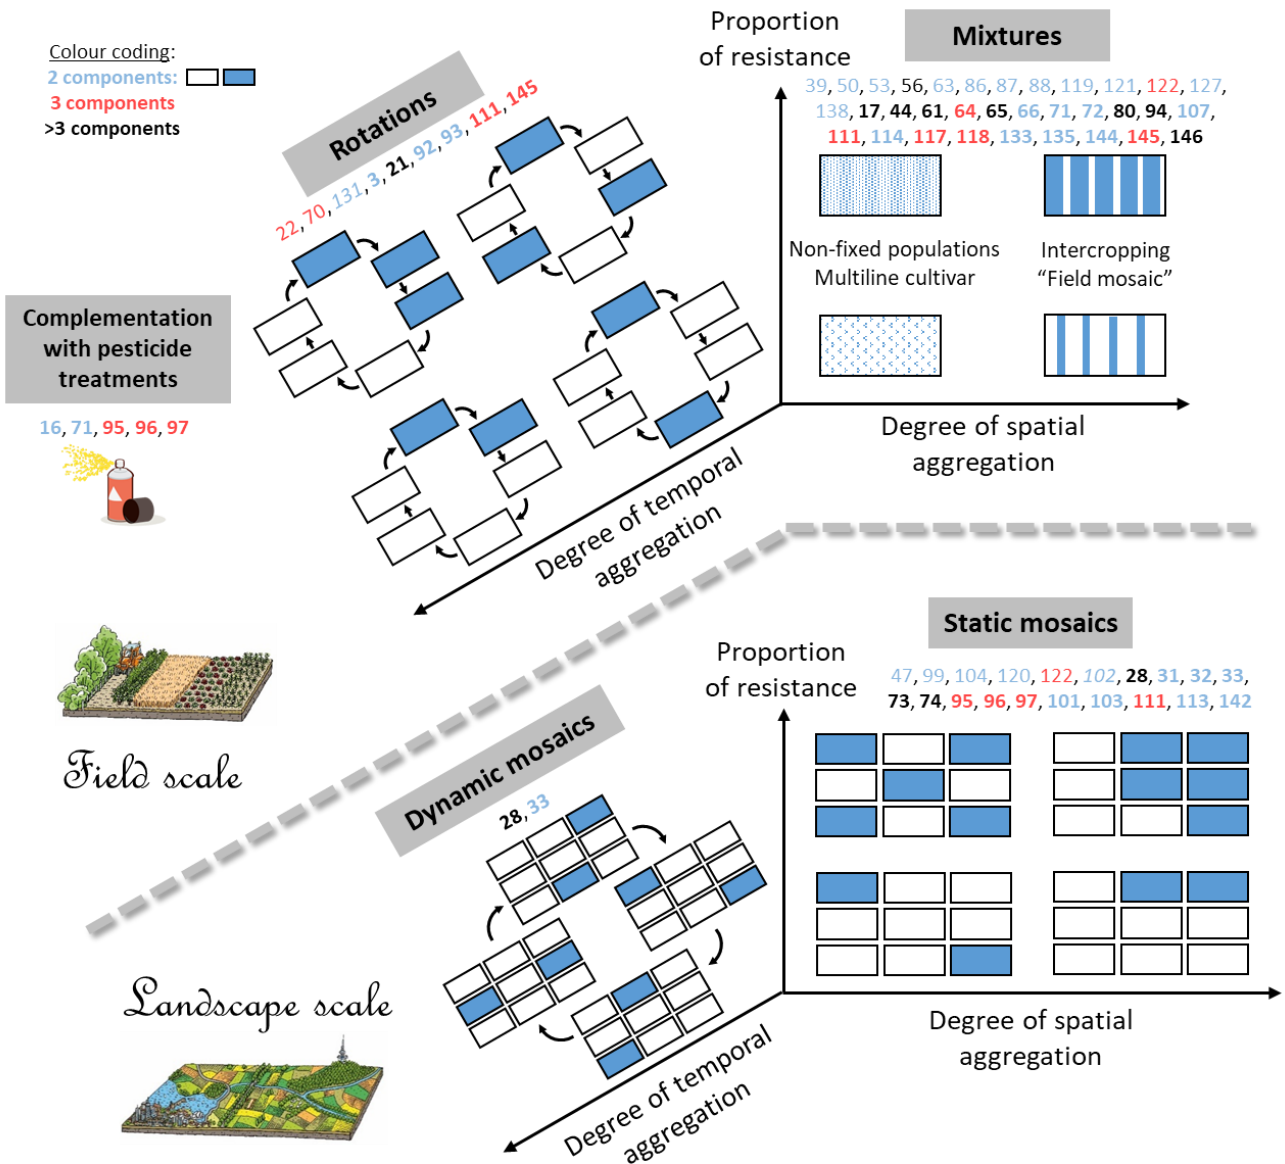 Colour coding:
2 components:
3 components
>3 components
Proportion
of resistance
Mixtures
39, 50, 53, 56, 63, 86, 87, 88, 119, 121, 122, 127,
138, 17, 44, 61, 64, 65, 66, 71, 72, 80, 94, 107,
111, 114, 117, 118, 133, 135, 144, 145, 146
Non-fixed populations
Multiline cultivar
Intercropping
“Field mosaic”
Degree of spatial
aggregation
Rotations
22, 70, 131, 3, 21, 92, 93, 111, 145
Degree of temporal
aggregation
Complementation
with pesticide
treatments
16, 71, 95, 96, 97
Field scale
Static mosaics
Proportion
of resistance
47, 99, 104, 120, 122, 102, 28, 31, 32, 33,
73, 74, 95, 96, 97, 101, 103, 111, 113, 142
Degree of spatial
aggregation
Dynamic mosaics
28, 33
Degree of temporal
aggregation
Landscape scale